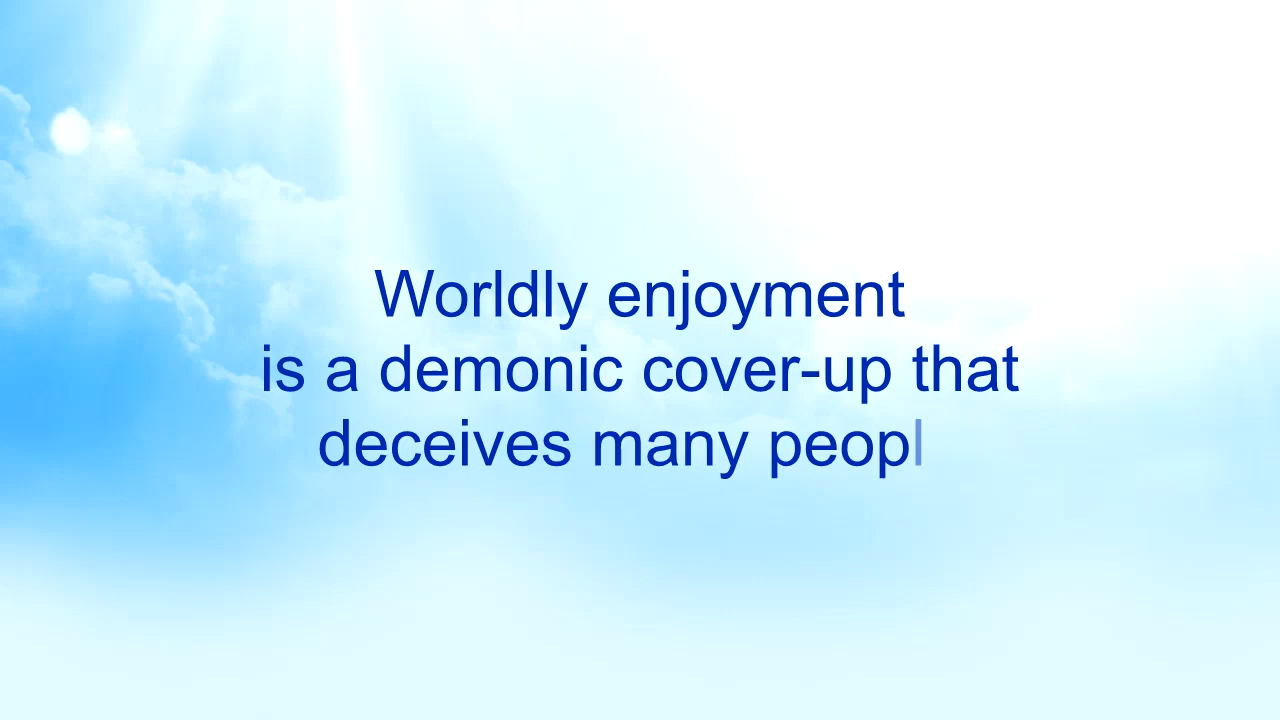 Worldly enjoyment
is a demonic cover-up that
deceives many peopl